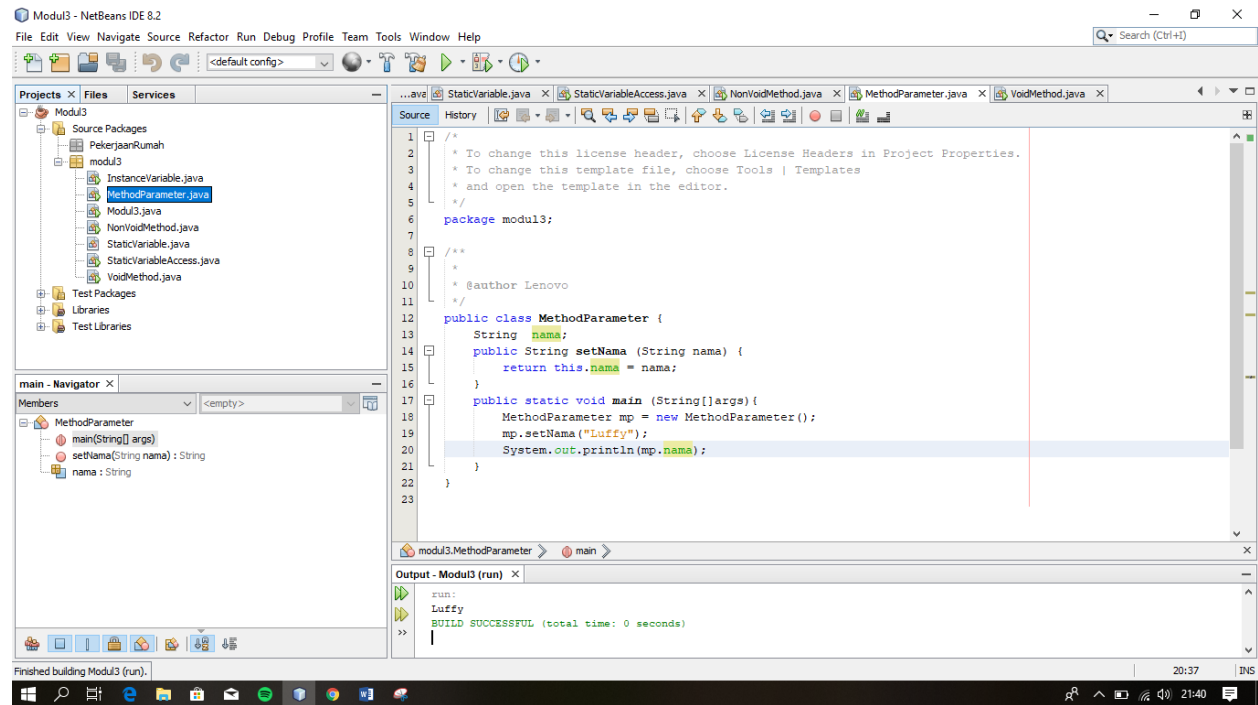 Modul3 - NetBeans IDE 8.2
File Edit View Navigate Source Refactor Run Debug Profile Team Tools Window Help
Search (Ctrl+I)
<default config>
Projects Files Services
Modul3
Source Packages
PekerjaanRumah
modul3
InstanceVariable.java
MethodParameter.java
Modul3.java
NonVoidMethod.java
StaticVariable.java
StaticVariableAccess.java
VoidMethod.java
Test Packages
Libraries
Test Libraries
main - Navigator
Members <empty>
MethodParameter
main(String[] args)
setNama(String nama) : String
nama : String
...ava StaticVariable.java StaticVariableAccess.java NonVoidMethod.java MethodParameter.java VoidMethod.java
Source History
1 /*
2 * To change this license header, choose License Headers in Project Properties.
3 * To change this template file, choose Tools | Templates
4 * and open the template in the editor.
5 */
6 package modul3;
7
8 /**
9 *
10 * @author Lenovo
11 */
12 public class MethodParameter {
13 String nama;
14 public String setNama (String nama) {
15 return this.nama = nama;
16 }
17 public static void main (String[]args){
18 MethodParameter mp = new MethodParameter();
19 mp.setNama("Luffy");
20 System.out.println(mp.nama);
21 }
22 }
23
modul3.MethodParameter main
Output - Modul3 (run)
run:
Luffy
BUILD SUCCESSFUL (total time: 0 seconds)
Finished building Modul3 (run).
20:37 INS
21:40